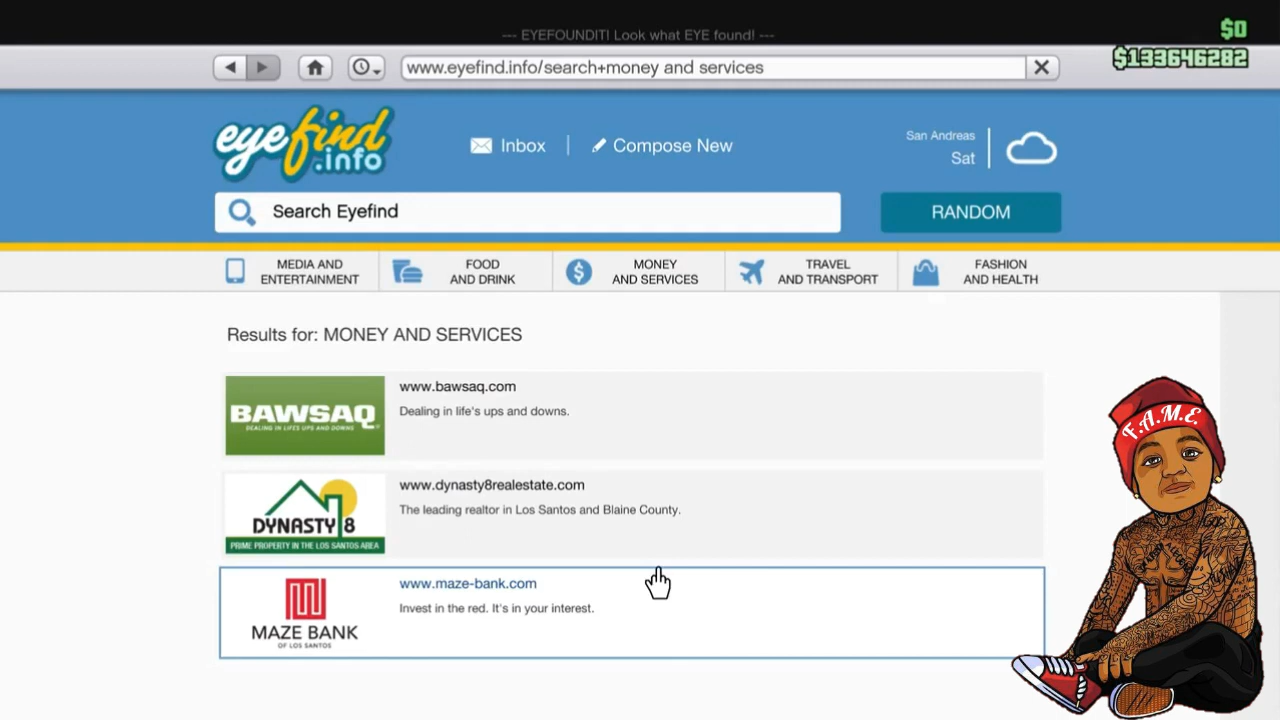 --- EYEFOUNDIT! Look what EYE found! ---
$0
$133646282
www.eyefind.info/search+money and services
eyefind
.info
Inbox
Compose New
San Andreas
Sat
Search Eyefind
RANDOM
MEDIA AND
ENTERTAINMENT
FOOD
AND DRINK
MONEY
AND SERVICES
TRAVEL
AND TRANSPORT
FASHION
AND HEALTH
Results for: MONEY AND SERVICES
BAWSAQ
DEALING IN LIFE'S UPS AND DOWNS
www.bawsaq.com
Dealing in life's ups and downs.
DYNASTY 8
PRIME PROPERTY IN THE LOS SANTOS AREA
www.dynasty8realestate.com
The leading realtor in Los Santos and Blaine County.
MAZE BANK
OF LOS SANTOS
www.maze-bank.com
Invest in the red. It's in your interest.
F.A.M.E.